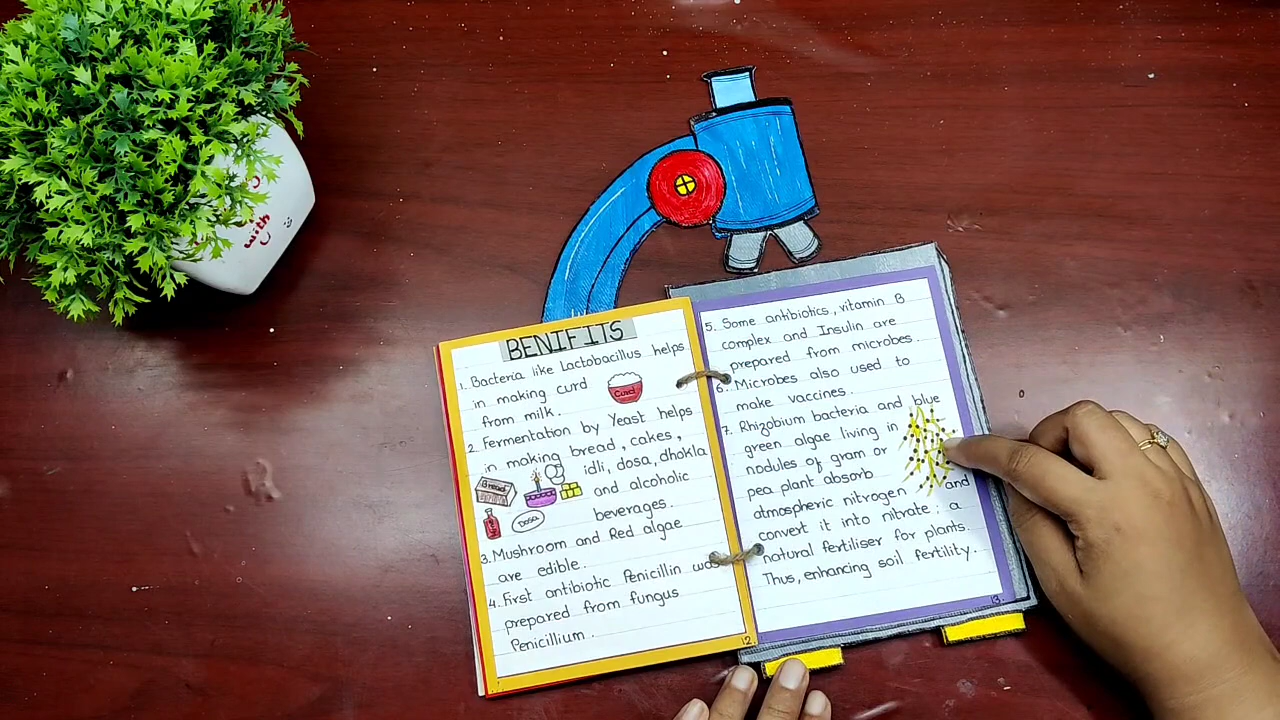 with
BENIFITS
1. Bacteria like Lactobacillus helps
in making curd
from milk.
Curd
2. Fermentation by Yeast helps
in making bread, cakes,
idli, dosa, dhokla
and alcoholic
beverages.
Bread
Dosa
3. Mushroom and Red algae
are edible.
4. First antibiotic Penicillin was
prepared from fungus
Penicillium.
12.
5. Some antibiotics, vitamin B
complex and Insulin are
prepared from microbes.
6. Microbes also used to
make vaccines.
7. Rhizobium bacteria and blue
green algae living in
nodules of gram or
pea plant absorb
atmospheric nitrogen and
convert it into nitrate; a
natural fertiliser for plants.
Thus, enhancing soil fertility.
13.